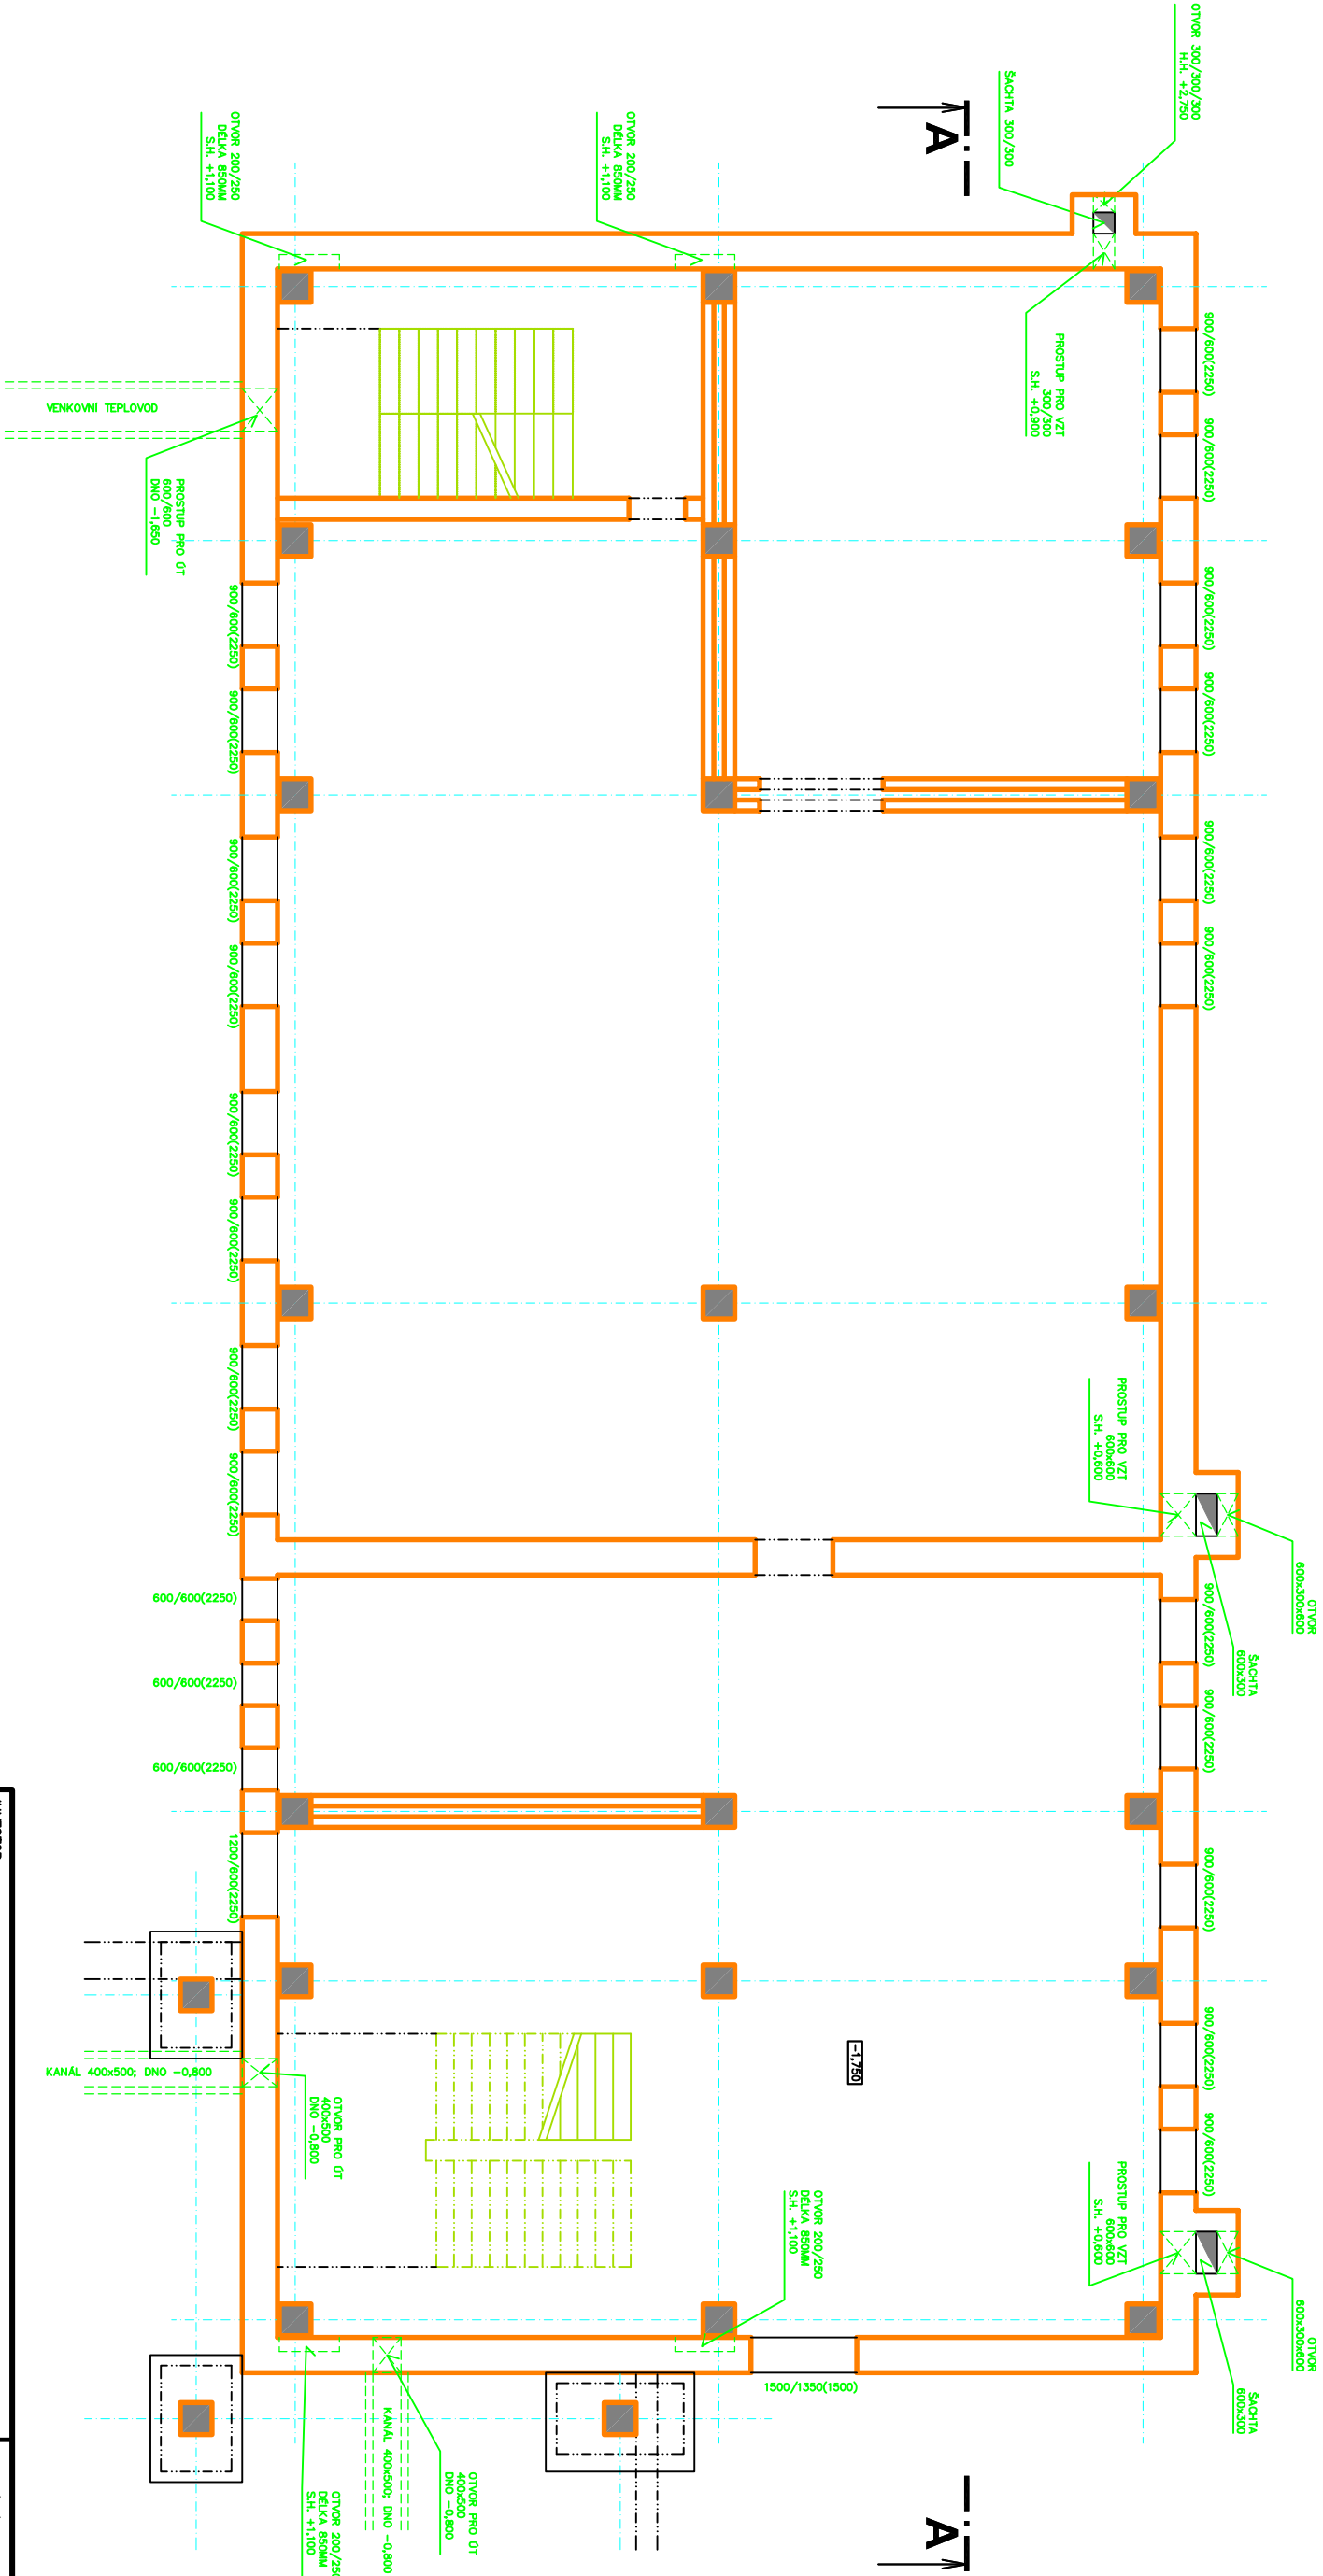 OTVOR 300/300/300
H.H. +2,750
ŠACHTA 300/300
A
OTVOR 200/250
DÉLKA 850MM
S.H. +1,100
OTVOR 200/250
DÉLKA 850MM
S.H. +1,100
PROSTUP PRO VZT
300/300
S.H. +0,900
VENKOVNÍ TEPLOVOD
PROSTUP PRO ÚT
600/600
DNO -1,650
900/600(2250)
900/600(2250)
900/600(2250)
900/600(2250)
900/600(2250)
900/600(2250)
900/600(2250)
900/600(2250)
900/600(2250)
900/600(2250)
900/600(2250)
900/600(2250)
900/600(2250)
900/600(2250)
PROSTUP PRO VZT
600x600
S.H. +0,600
OTVOR
600x300x600
ŠACHTA
600x300
900/600(2250)
900/600(2250)
900/600(2250)
900/600(2250)
900/600(2250)
600/600(2250)
600/600(2250)
600/600(2250)
1200/600(2250)
-1,750
KANÁL 400x500; DNO -0,800
OTVOR PRO ÚT
400x500
DNO -0,800
OTVOR 200/250
DÉLKA 850MM
S.H. +1,100
PROSTUP PRO VZT
600x600
S.H. +0,600
OTVOR
600x300x600
ŠACHTA
600x300
1500/1350(1500)
KANÁL 400x500; DNO -0,800
OTVOR PRO ÚT
400x500
DNO -0,800
OTVOR 200/250
DÉLKA 850MM
S.H. +1,100
A